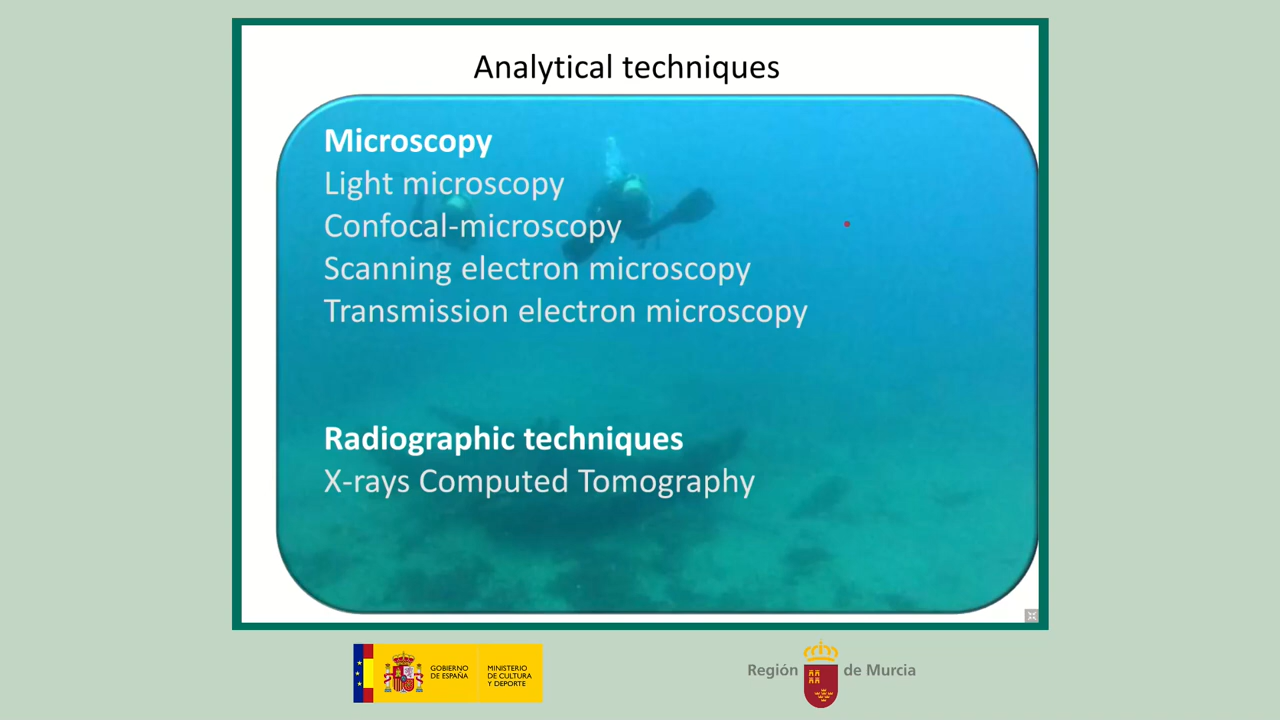 Analytical techniques
Microscopy
Light microscopy
Confocal-microscopy
Scanning electron microscopy
Transmission electron microscopy
Radiographic techniques
X-rays Computed Tomography
GOBIERNO
DE ESPAÑA
MINISTERIO
DE CULTURA
Y DEPORTE
Región de Murcia